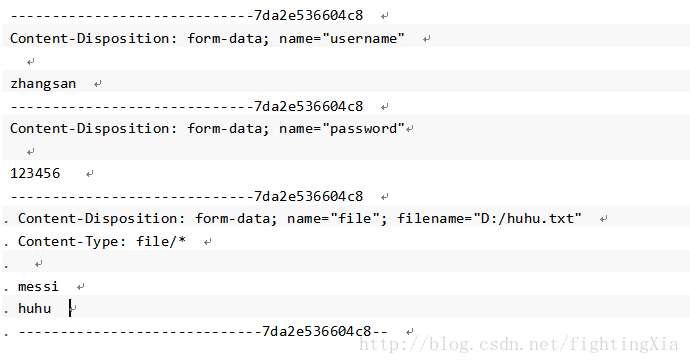 -----------------------------7da2e536604c8
Content-Disposition: form-data; name="username"
zhangsan
-----------------------------7da2e536604c8
Content-Disposition: form-data; name="password"
123456
-----------------------------7da2e536604c8
. Content-Disposition: form-data; name="file"; filename="D:/huhu.txt"
. Content-Type: file/*
.
. messi
. huhu
. -----------------------------7da2e536604c8--
http://blog.csdn.net/fightingXia